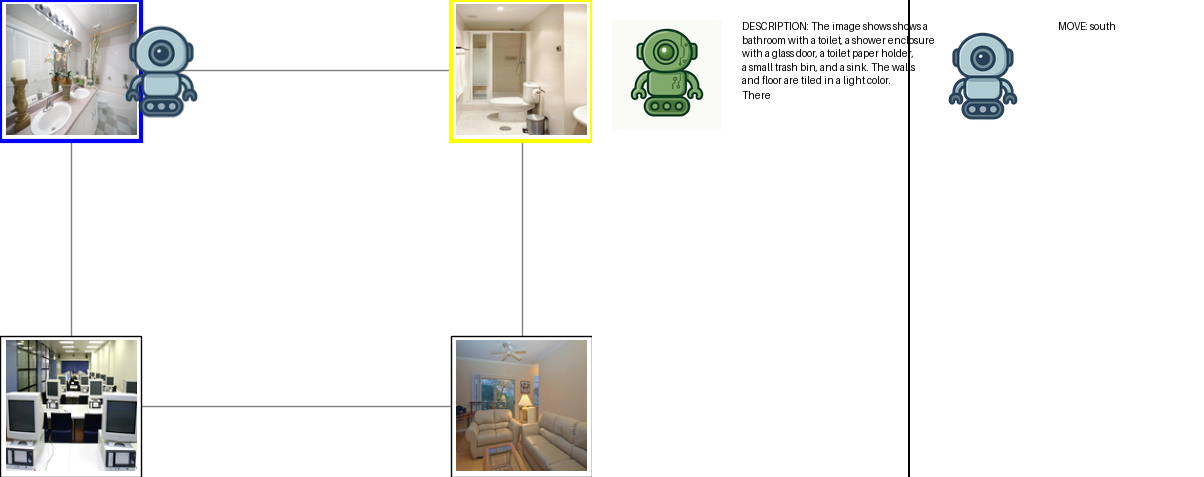 DESCRIPTION: The image shows shows a
bathroom with a toilet, a shower enclosure
with a glass door, a toilet paper holder,
a small trash bin, and a sink. The walls
and floor are tiled in a light color.
There
MOVE: south